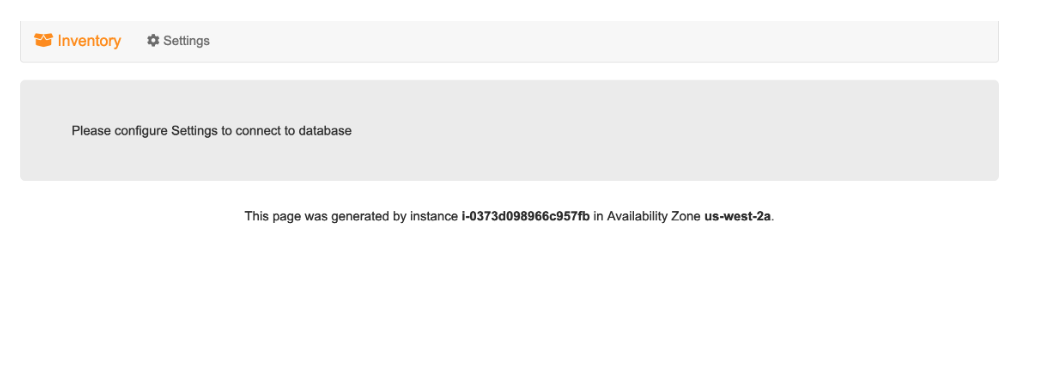 Inventory Settings
Please configure Settings to connect to database
This page was generated by instance i-0373d098966c957fb in Availability Zone us-west-2a.